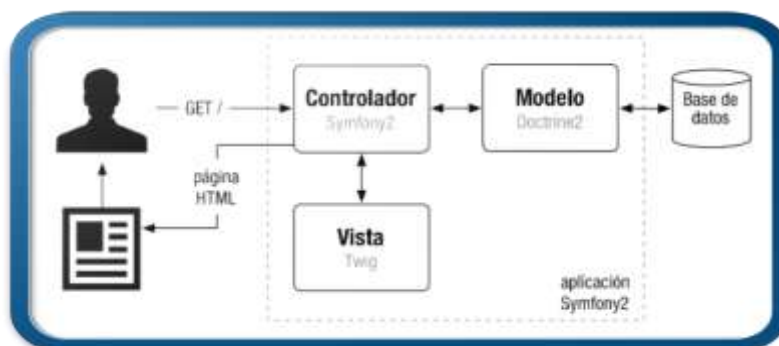 GET /
Controlador
Symfony2
Modelo
Doctrine2
Base de
datos
página
HTML
Vista
Twig
aplicación
Symfony2